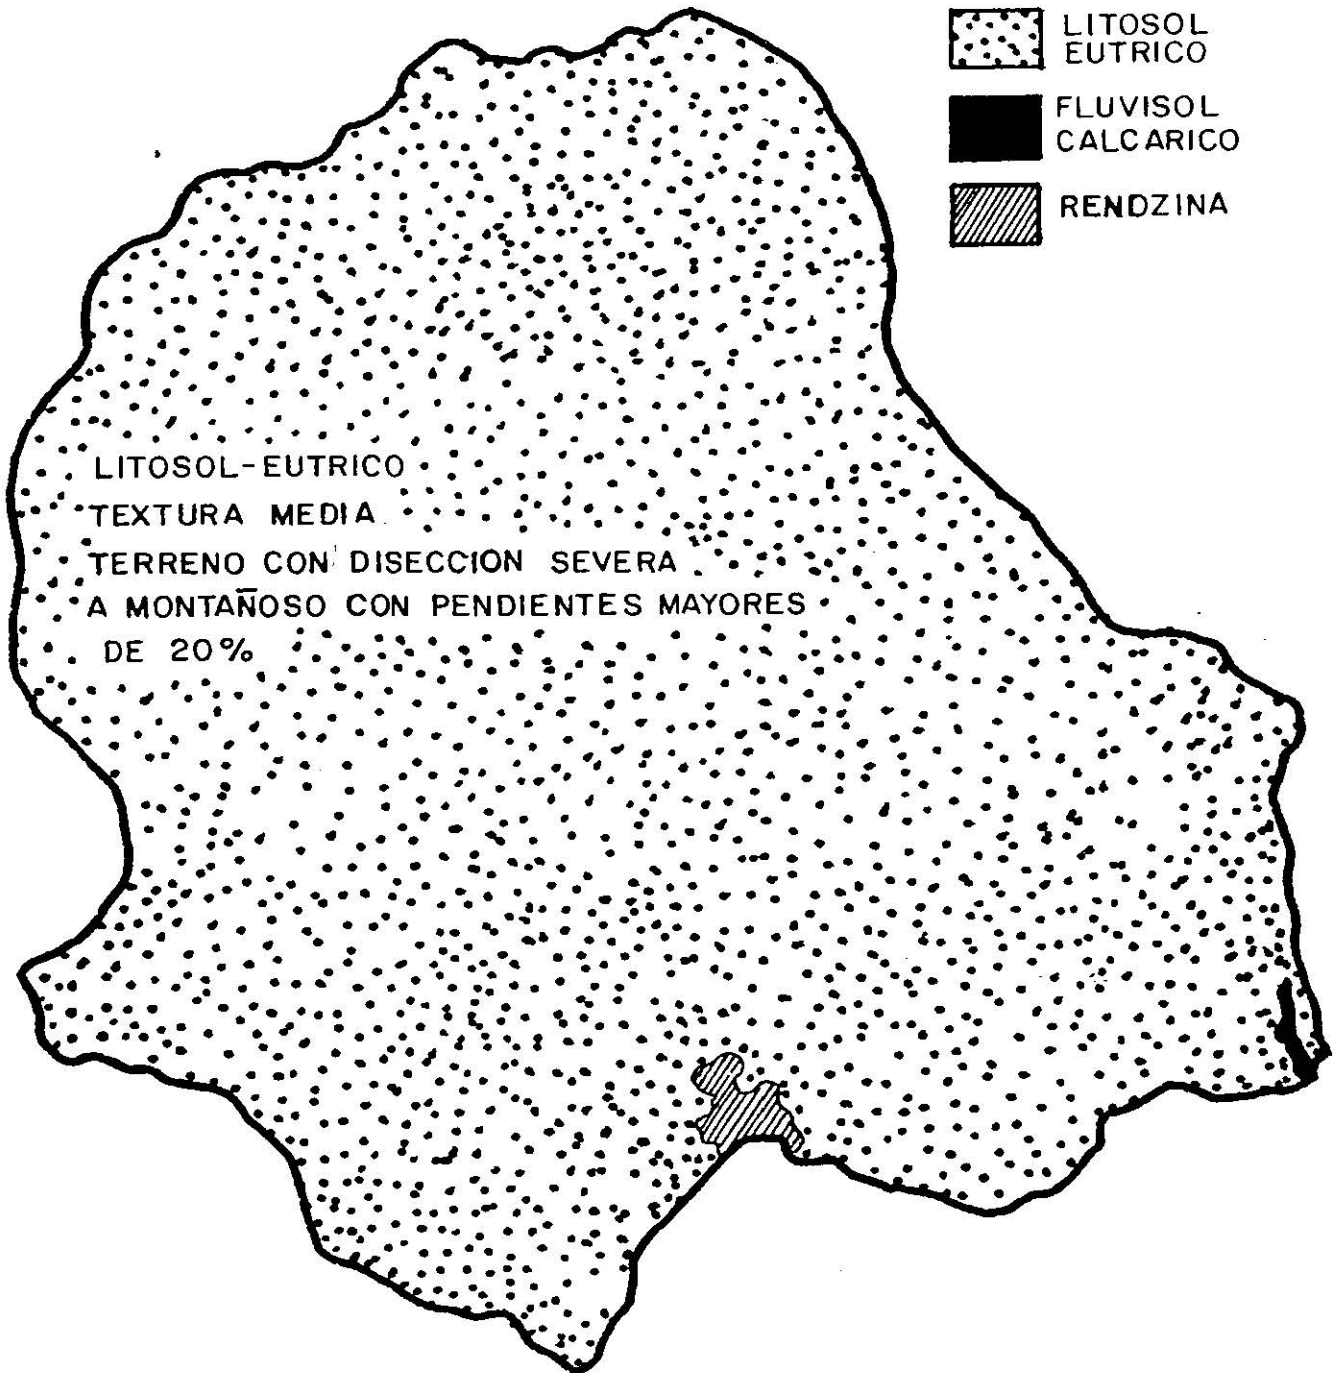 LITOSOL
EUTRICO
FLUVISOL
CALCARICO
RENDZINA
LITOSOL-EUTRICO
TEXTURA MEDIA
TERRENO CON DISECCION SEVERA
A MONTAÑOSO CON PENDIENTES MAYORES
DE 20%